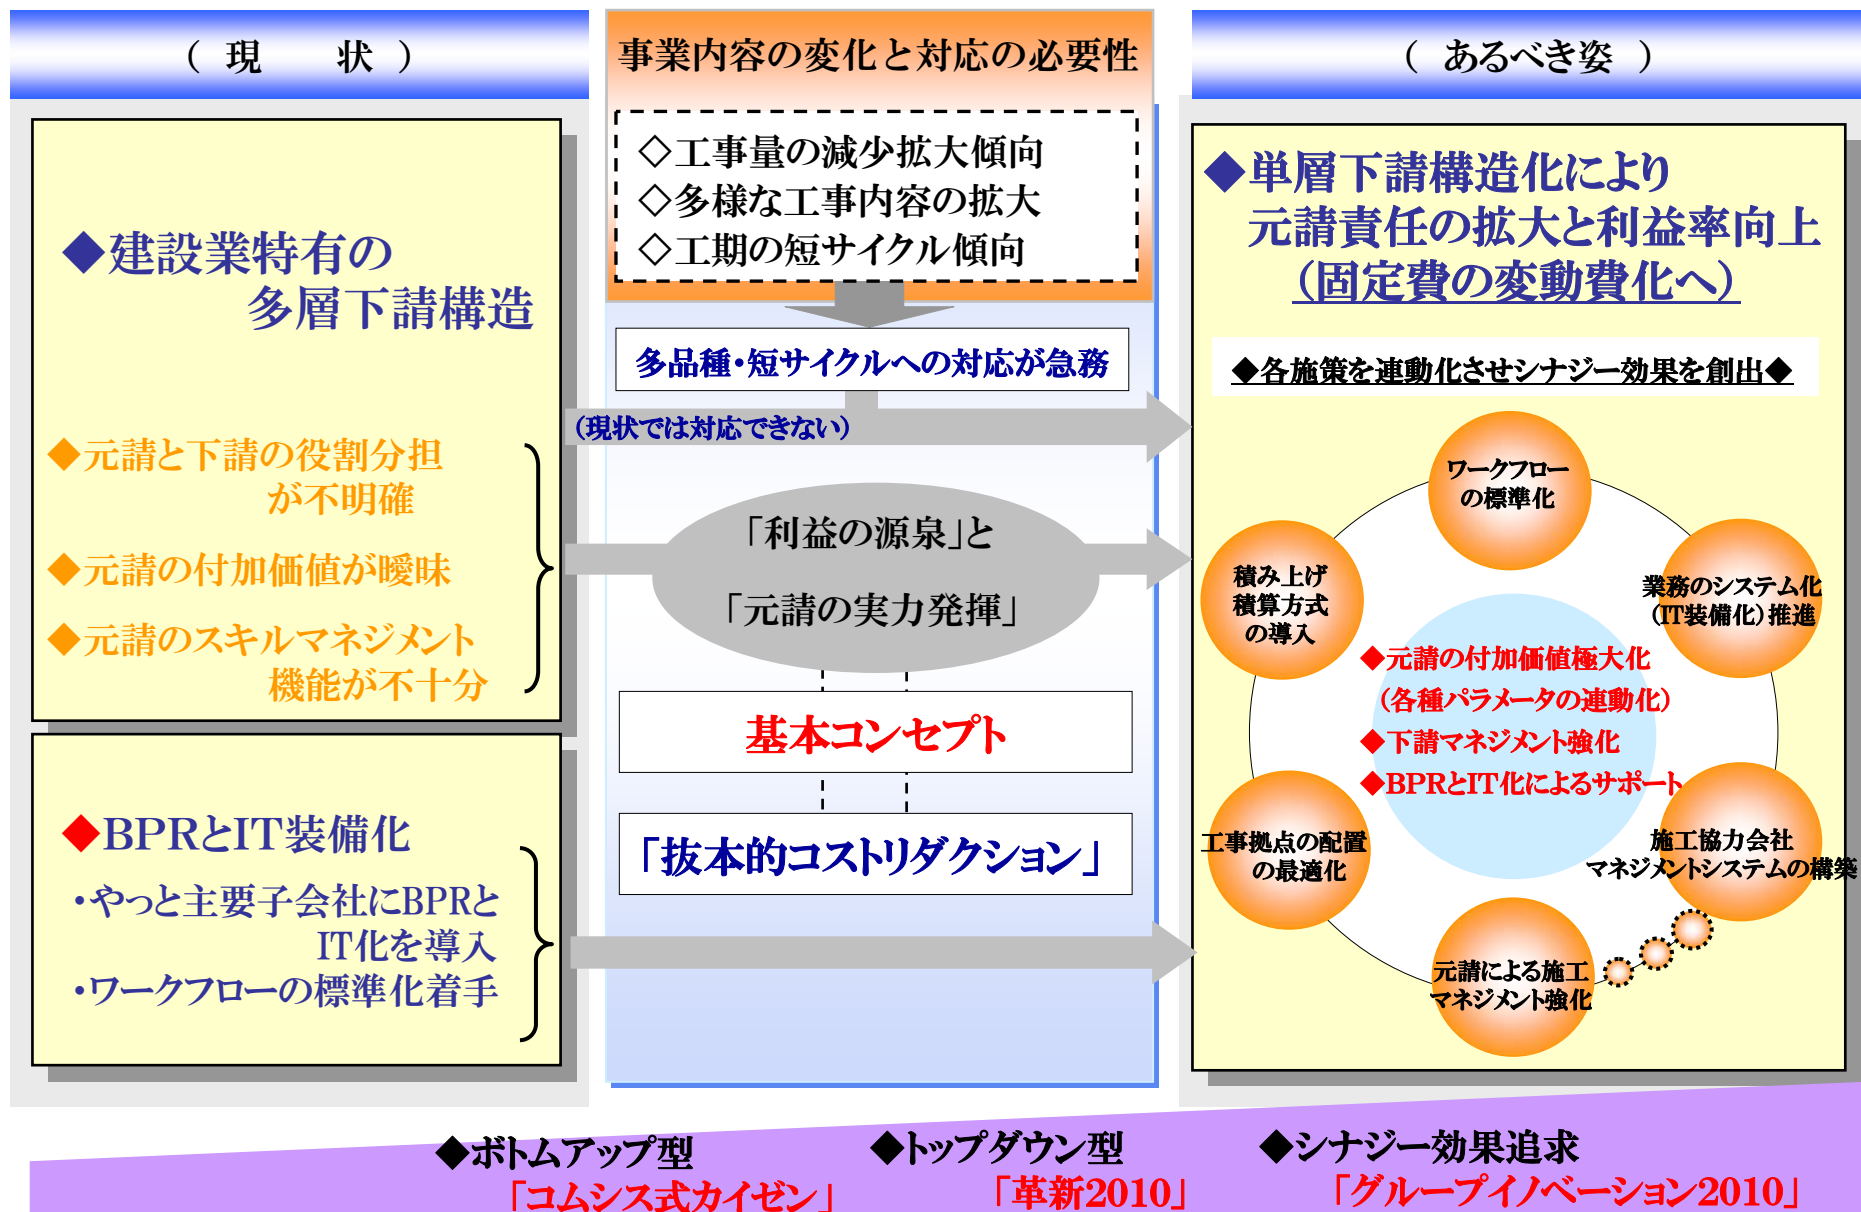 （ 現　　状 ）
◆建設業特有の
多層下請構造
◆元請と下請の役割分担
が不明確
◆元請の付加価値が曖昧
◆元請のスキルマネジメント
機能が不十分
◆BPRとIT装備化
・やっと主要子会社にBPRと
IT化を導入
・ワークフローの標準化着手
事業内容の変化と対応の必要性
◇工事量の減少拡大傾向
◇多様な工事内容の拡大
◇工期の短サイクル傾向
多品種・短サイクルへの対応が急務
（現状では対応できない）
「利益の源泉」と
「元請の実力発揮」
基本コンセプト
「抜本的コストリダクション」
（ あるべき姿 ）
◆単層下請構造化により
元請責任の拡大と利益率向上
（固定費の変動費化へ）
◆各施策を連動化させシナジー効果を創出◆
ワークフロー
の標準化
積み上げ
積算方式
の導入
業務のシステム化
（IT装備化）推進
◆元請の付加価値極大化
（各種パラメータの連動化）
◆下請マネジメント強化
◆BPRとIT化によるサポート
工事拠点の配置
の最適化
施工協力会社
マネジメントシステムの構築
元請による施工
マネジメント強化
◆ボトムアップ型
「コムシス式カイゼン」
◆トップダウン型
「革新2010」
◆シナジー効果追求
「グループイノベーション2010」